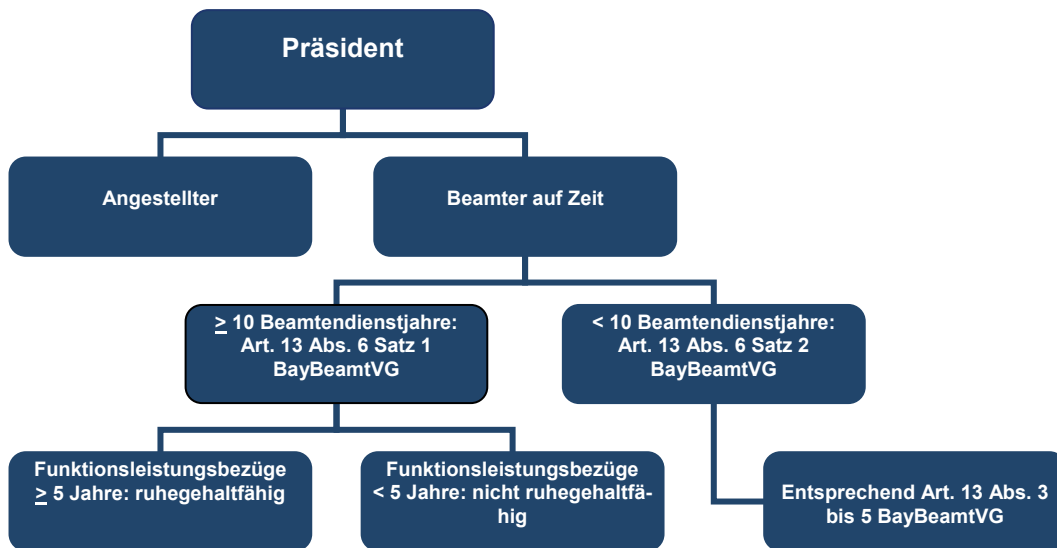 Präsident
Angestellter
Beamter auf Zeit
≥ 10 Beamtendienstjahre:
Art. 13 Abs. 6 Satz 1
BayBeamtVG
< 10 Beamtendienstjahre:
Art. 13 Abs. 6 Satz 2
BayBeamtVG
Funktionsleistungsbezüge
≥ 5 Jahre: ruhegehaltfähig
Funktionsleistungsbezüge
< 5 Jahre: nicht ruhegehaltfä-
hig
Entsprechend Art. 13 Abs. 3
bis 5 BayBeamtVG